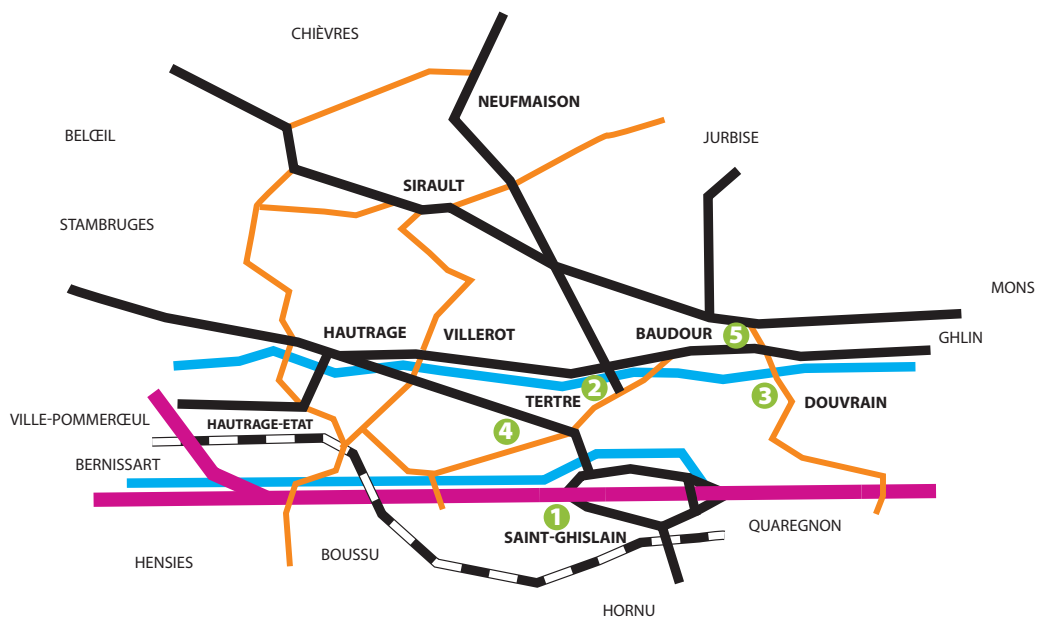 CHIÈVRES
NEUFMAISON
BELŒIL
JURBISE
SIRAULT
STAMBRUGES
MONS
HAUTRAGE
VILLEROT
BAUDOUR
5
GHLIN
2
TERTRE
3
DOUVRAIN
VILLE-POMMERŒUL
HAUTRAGE-ETAT
4
BERNISSART
1
SAINT-GHISLAIN
QUAREGNON
BOUSSU
HENSIES
HORNU